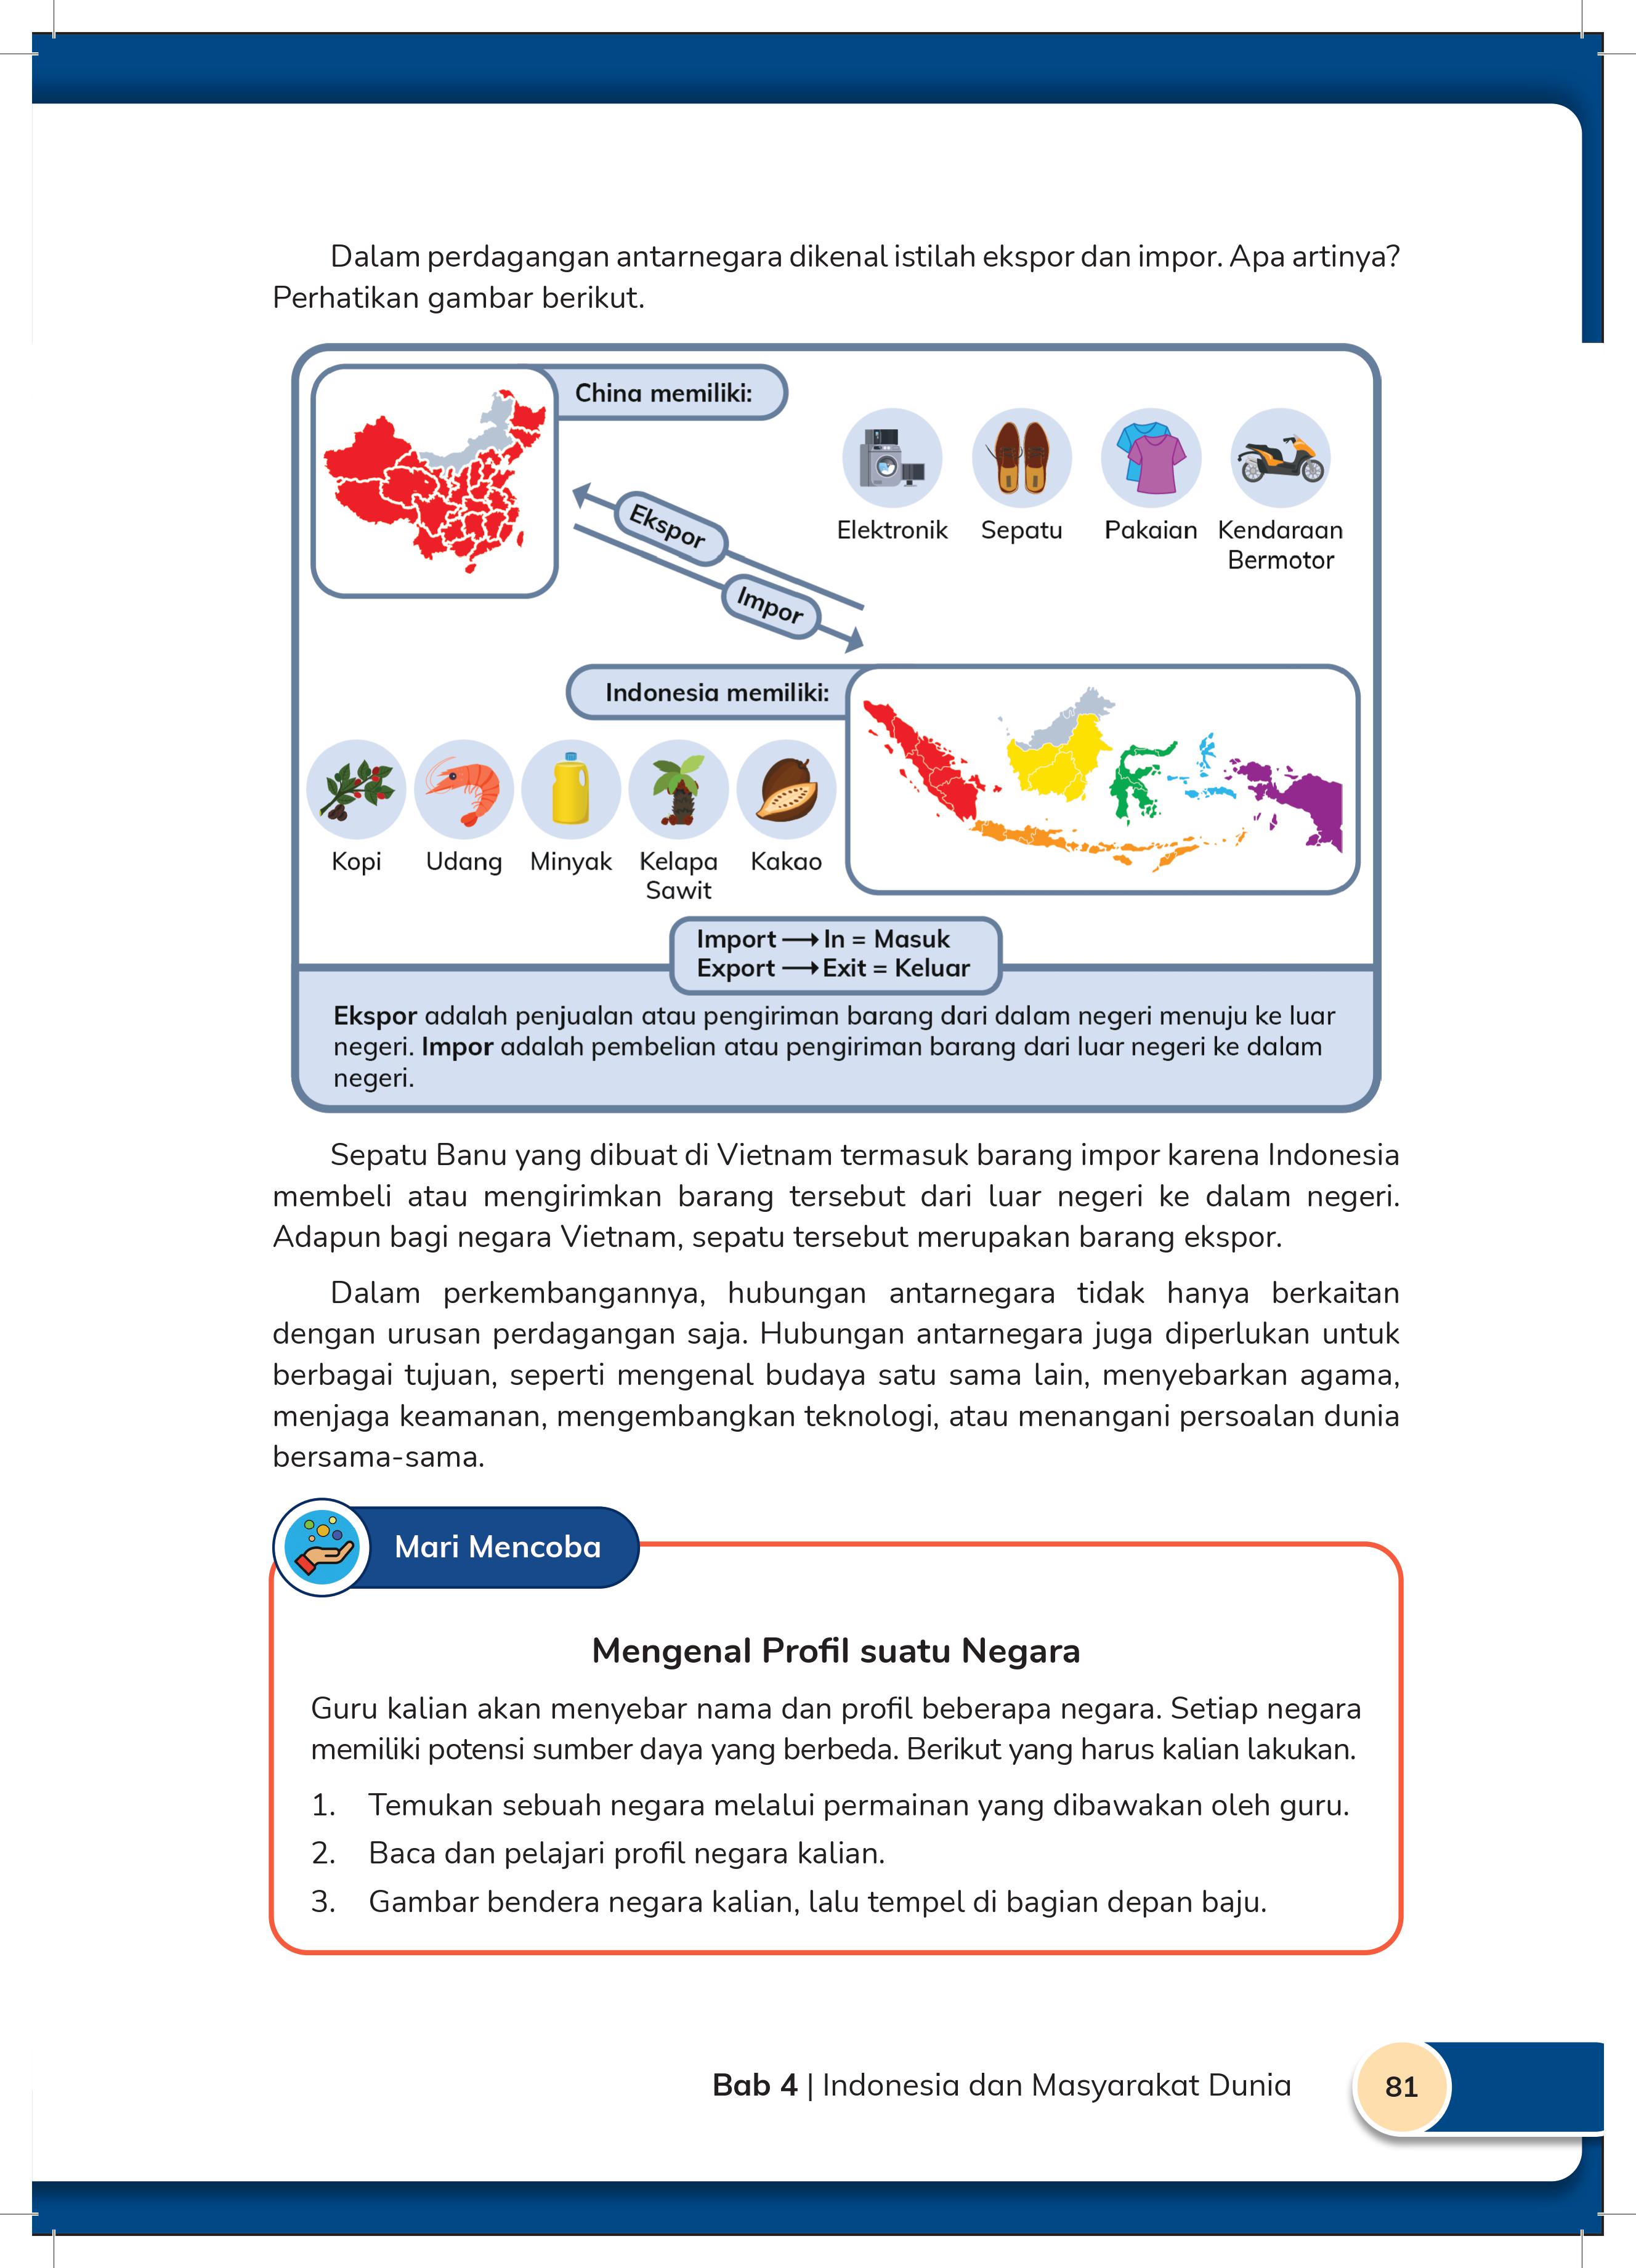 Dalam perdagangan antarnegara dikenal istilah ekspor dan impor. Apa artinya?
Perhatikan gambar berikut.
China memiliki:
Elektronik
Sepatu
Pakaian
Kendaraan
Bermotor
Ekspor
Impor
Indonesia memiliki:
Kopi
Udang
Minyak
Kelapa
Sawit
Kakao
Import → In = Masuk
Export → Exit = Keluar
Ekspor adalah penjualan atau pengiriman barang dari dalam negeri menuju ke luar
negeri. Impor adalah pembelian atau pengiriman barang dari luar negeri ke dalam
negeri.
Sepatu Banu yang dibuat di Vietnam termasuk barang impor karena Indonesia
membeli atau mengirimkan barang tersebut dari luar negeri ke dalam negeri.
Adapun bagi negara Vietnam, sepatu tersebut merupakan barang ekspor.
Dalam perkembangannya, hubungan antarnegara tidak hanya berkaitan
dengan urusan perdagangan saja. Hubungan antarnegara juga diperlukan untuk
berbagai tujuan, seperti mengenal budaya satu sama lain, menyebarkan agama,
menjaga keamanan, mengembangkan teknologi, atau menangani persoalan dunia
bersama-sama.
Mari Mencoba
Mengenal Profil suatu Negara
Guru kalian akan menyebar nama dan profil beberapa negara. Setiap negara
memiliki potensi sumber daya yang berbeda. Berikut yang harus kalian lakukan.
1. Temukan sebuah negara melalui permainan yang dibawakan oleh guru.
2. Baca dan pelajari profil negara kalian.
3. Gambar bendera negara kalian, lalu tempel di bagian depan baju.
Bab 4 | Indonesia dan Masyarakat Dunia
81